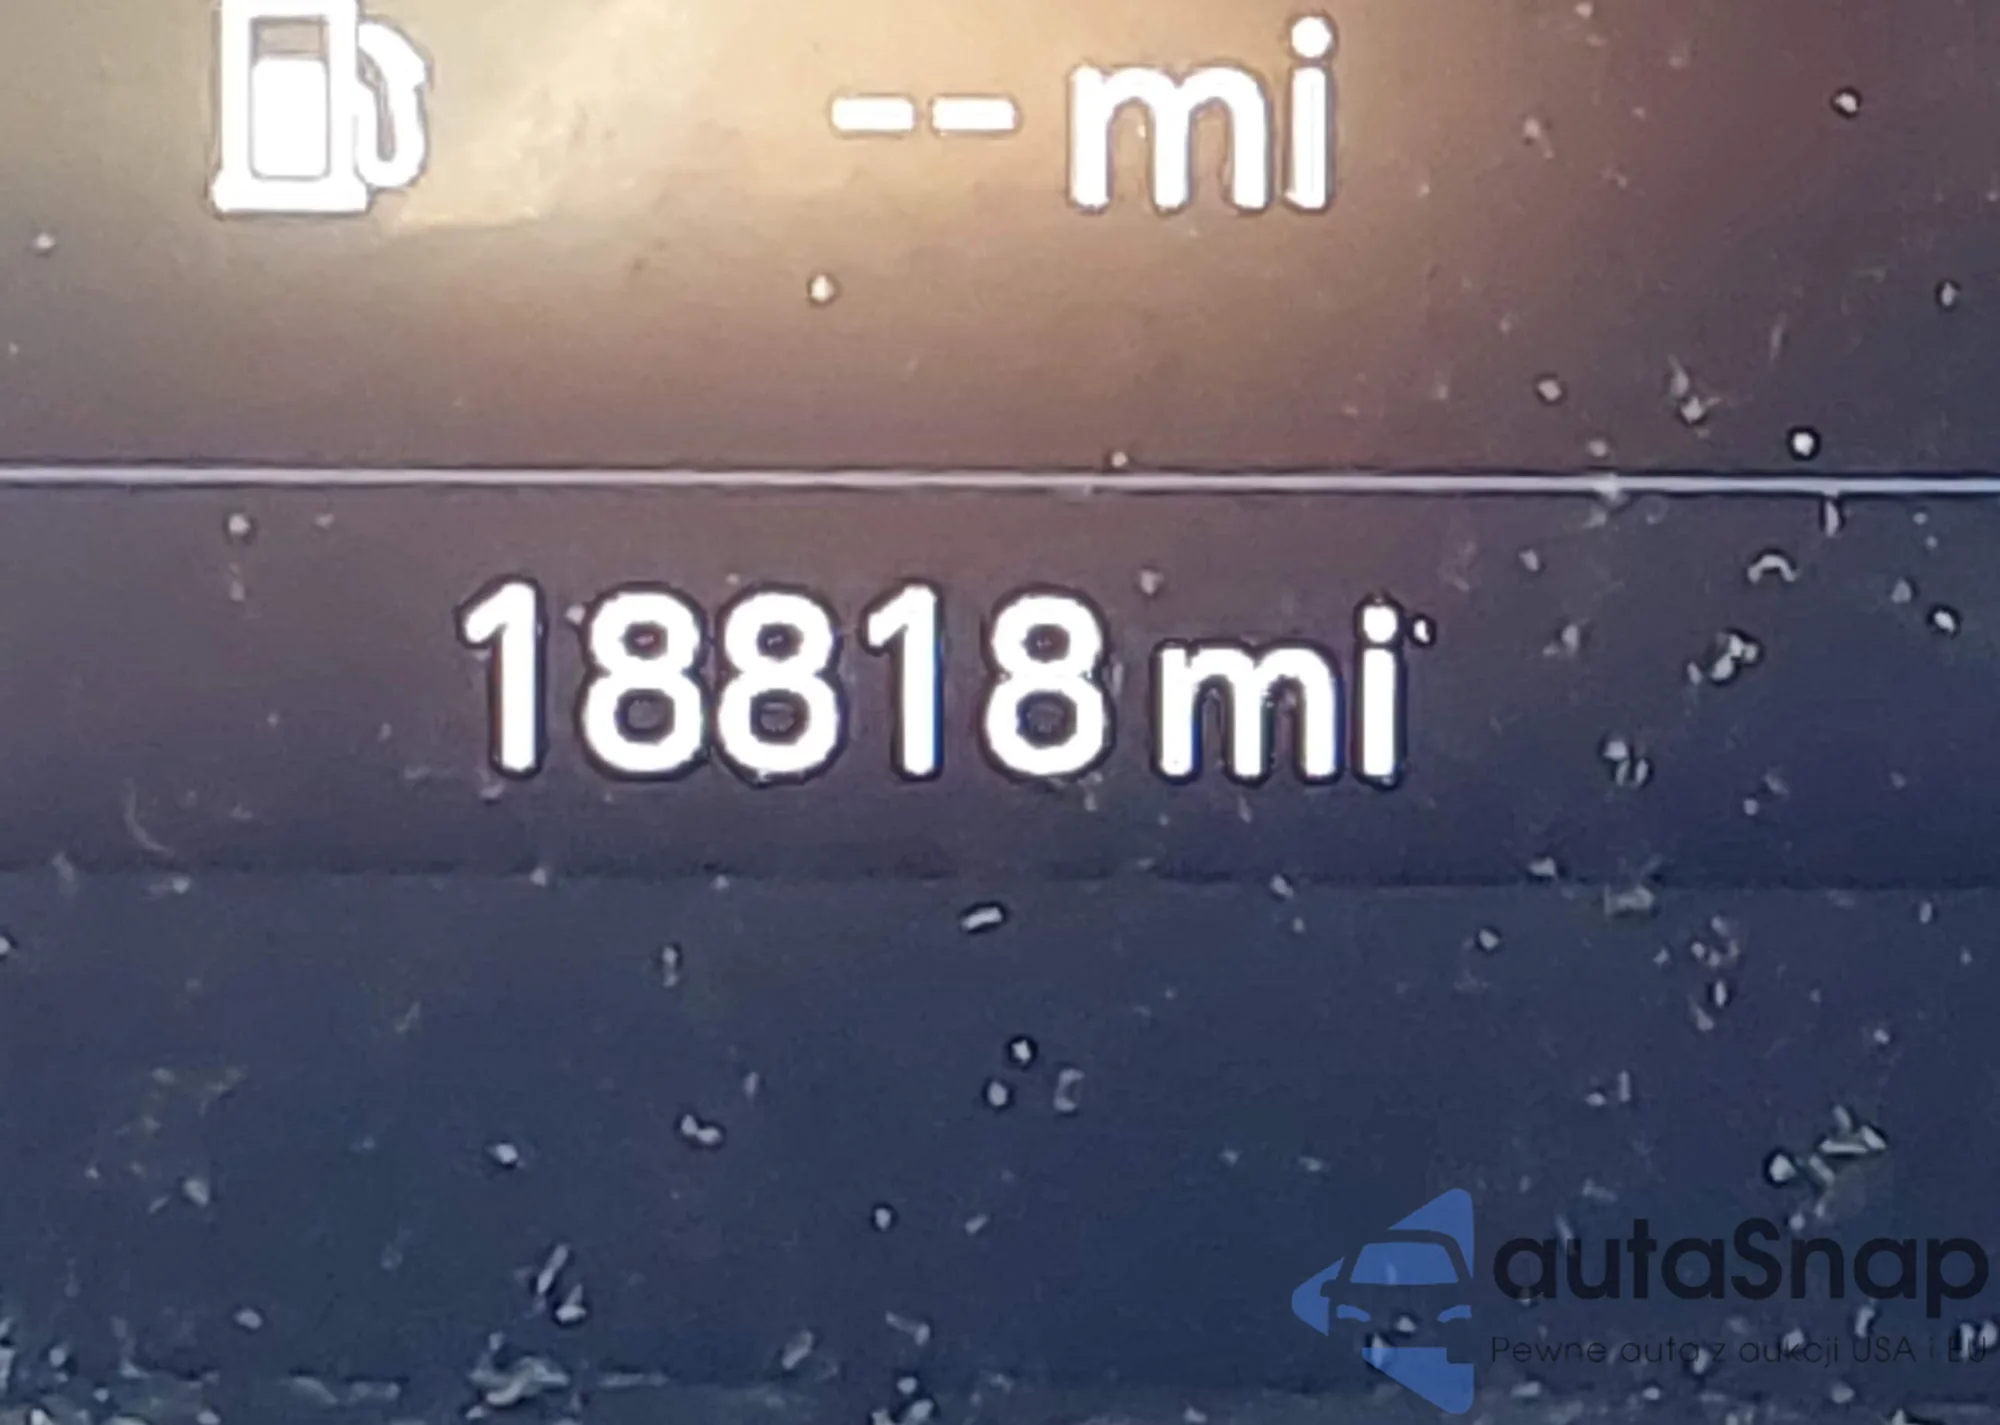 -- mi
18818 mi
autaSnap
Pewne auta z aukcji USA i EU